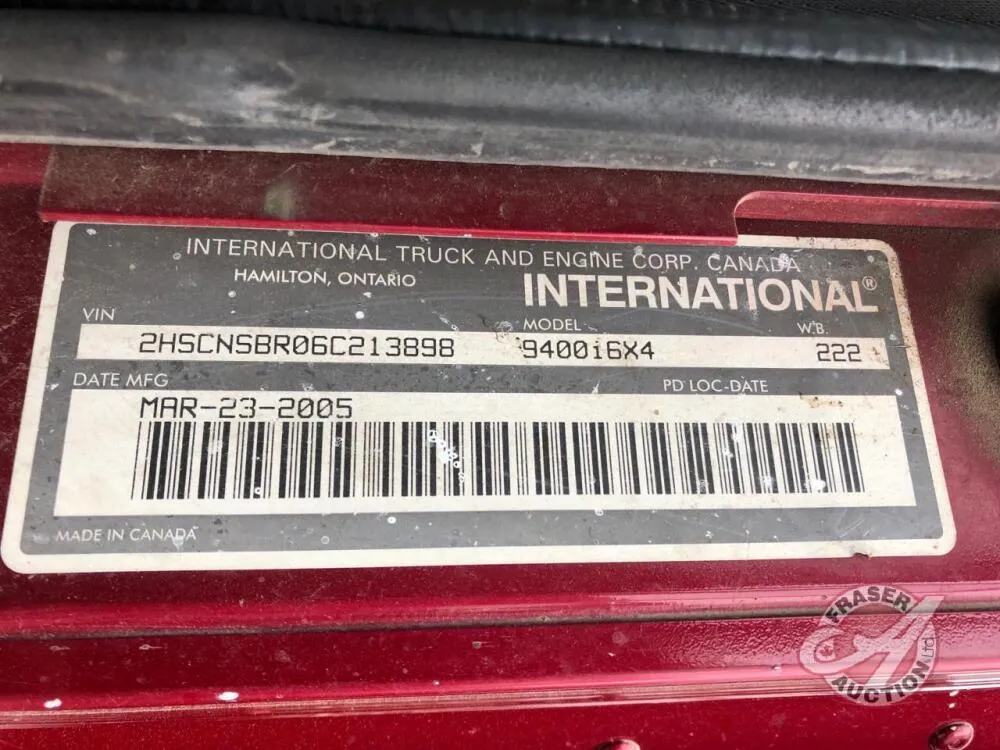 INTERNATIONAL TRUCK AND ENGINE CORP. CANADA
HAMILTON, ONTARIO
INTERNATIONAL®
VIN MODEL W.B.
2HSCNSBR06C213898 9400i6X4 222
DATE MFG PD LOC-DATE
MAR-23-2005
MADE IN CANADA
FRASER
AUCTION Ltd.